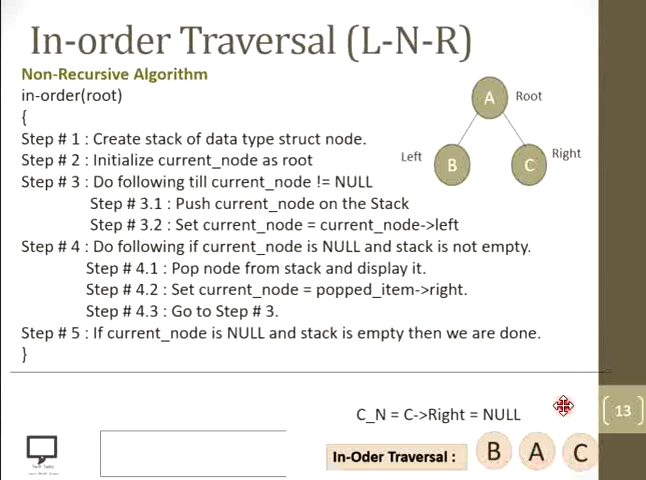 In-order Traversal (L-N-R)
Non-Recursive Algorithm
in-order(root)
{
Step # 1 : Create stack of data type struct node.
Step # 2 : Initialize current_node as root
Step # 3 : Do following till current_node != NULL
Step # 3.1 : Push current_node on the Stack
Step # 3.2 : Set current_node = current_node->left
Step # 4 : Do following if current_node is NULL and stack is not empty.
Step # 4.1 : Pop node from stack and display it.
Step # 4.2 : Set current_node = popped_item->right.
Step # 4.3 : Go to Step # 3.
Step # 5 : If current_node is NULL and stack is empty then we are done.
}
A Root
Left B C Right
C_N = C->Right = NULL
13
In-Oder Traversal : B A C